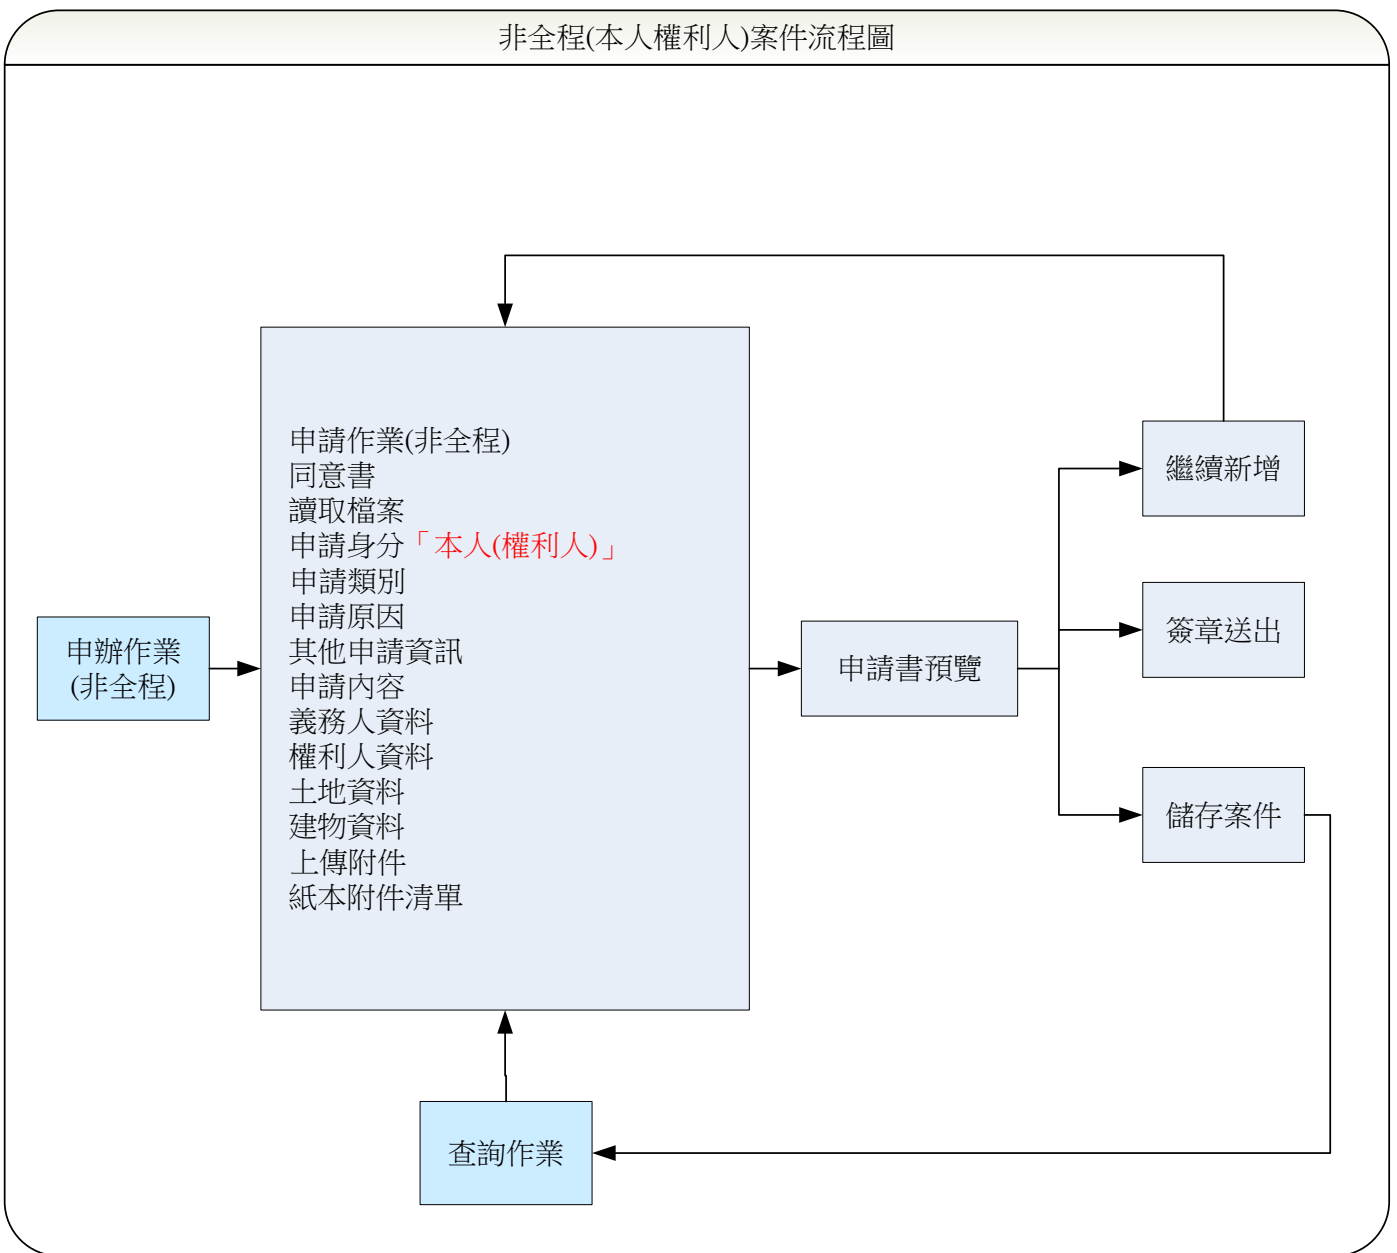 非全程(本人權利人)案件流程圖
申請作業(非全程)
同意書
讀取檔案
申請身分「本人(權利人)」
申請類別
申請原因
其他申請資訊
申請內容
義務人資料
權利人資料
土地資料
建物資料
上傳附件
紙本附件清單
申辦作業
(非全程)
申請書預覽
繼續新增
簽章送出
儲存案件
查詢作業